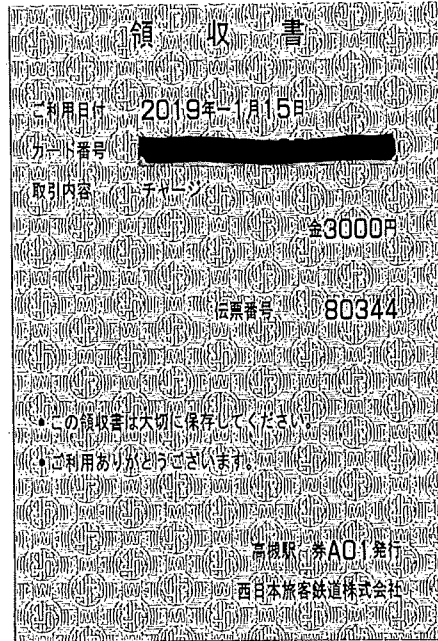 領収書
ご利用日付 2019年-1月15日
カード番号
取引内容 チャージ
金3000円
伝票番号 80344
•この領収書は大切に保存してください。
•ご利用ありがとうございます。
高槻駅 券A01発行
西日本旅客鉄道株式会社